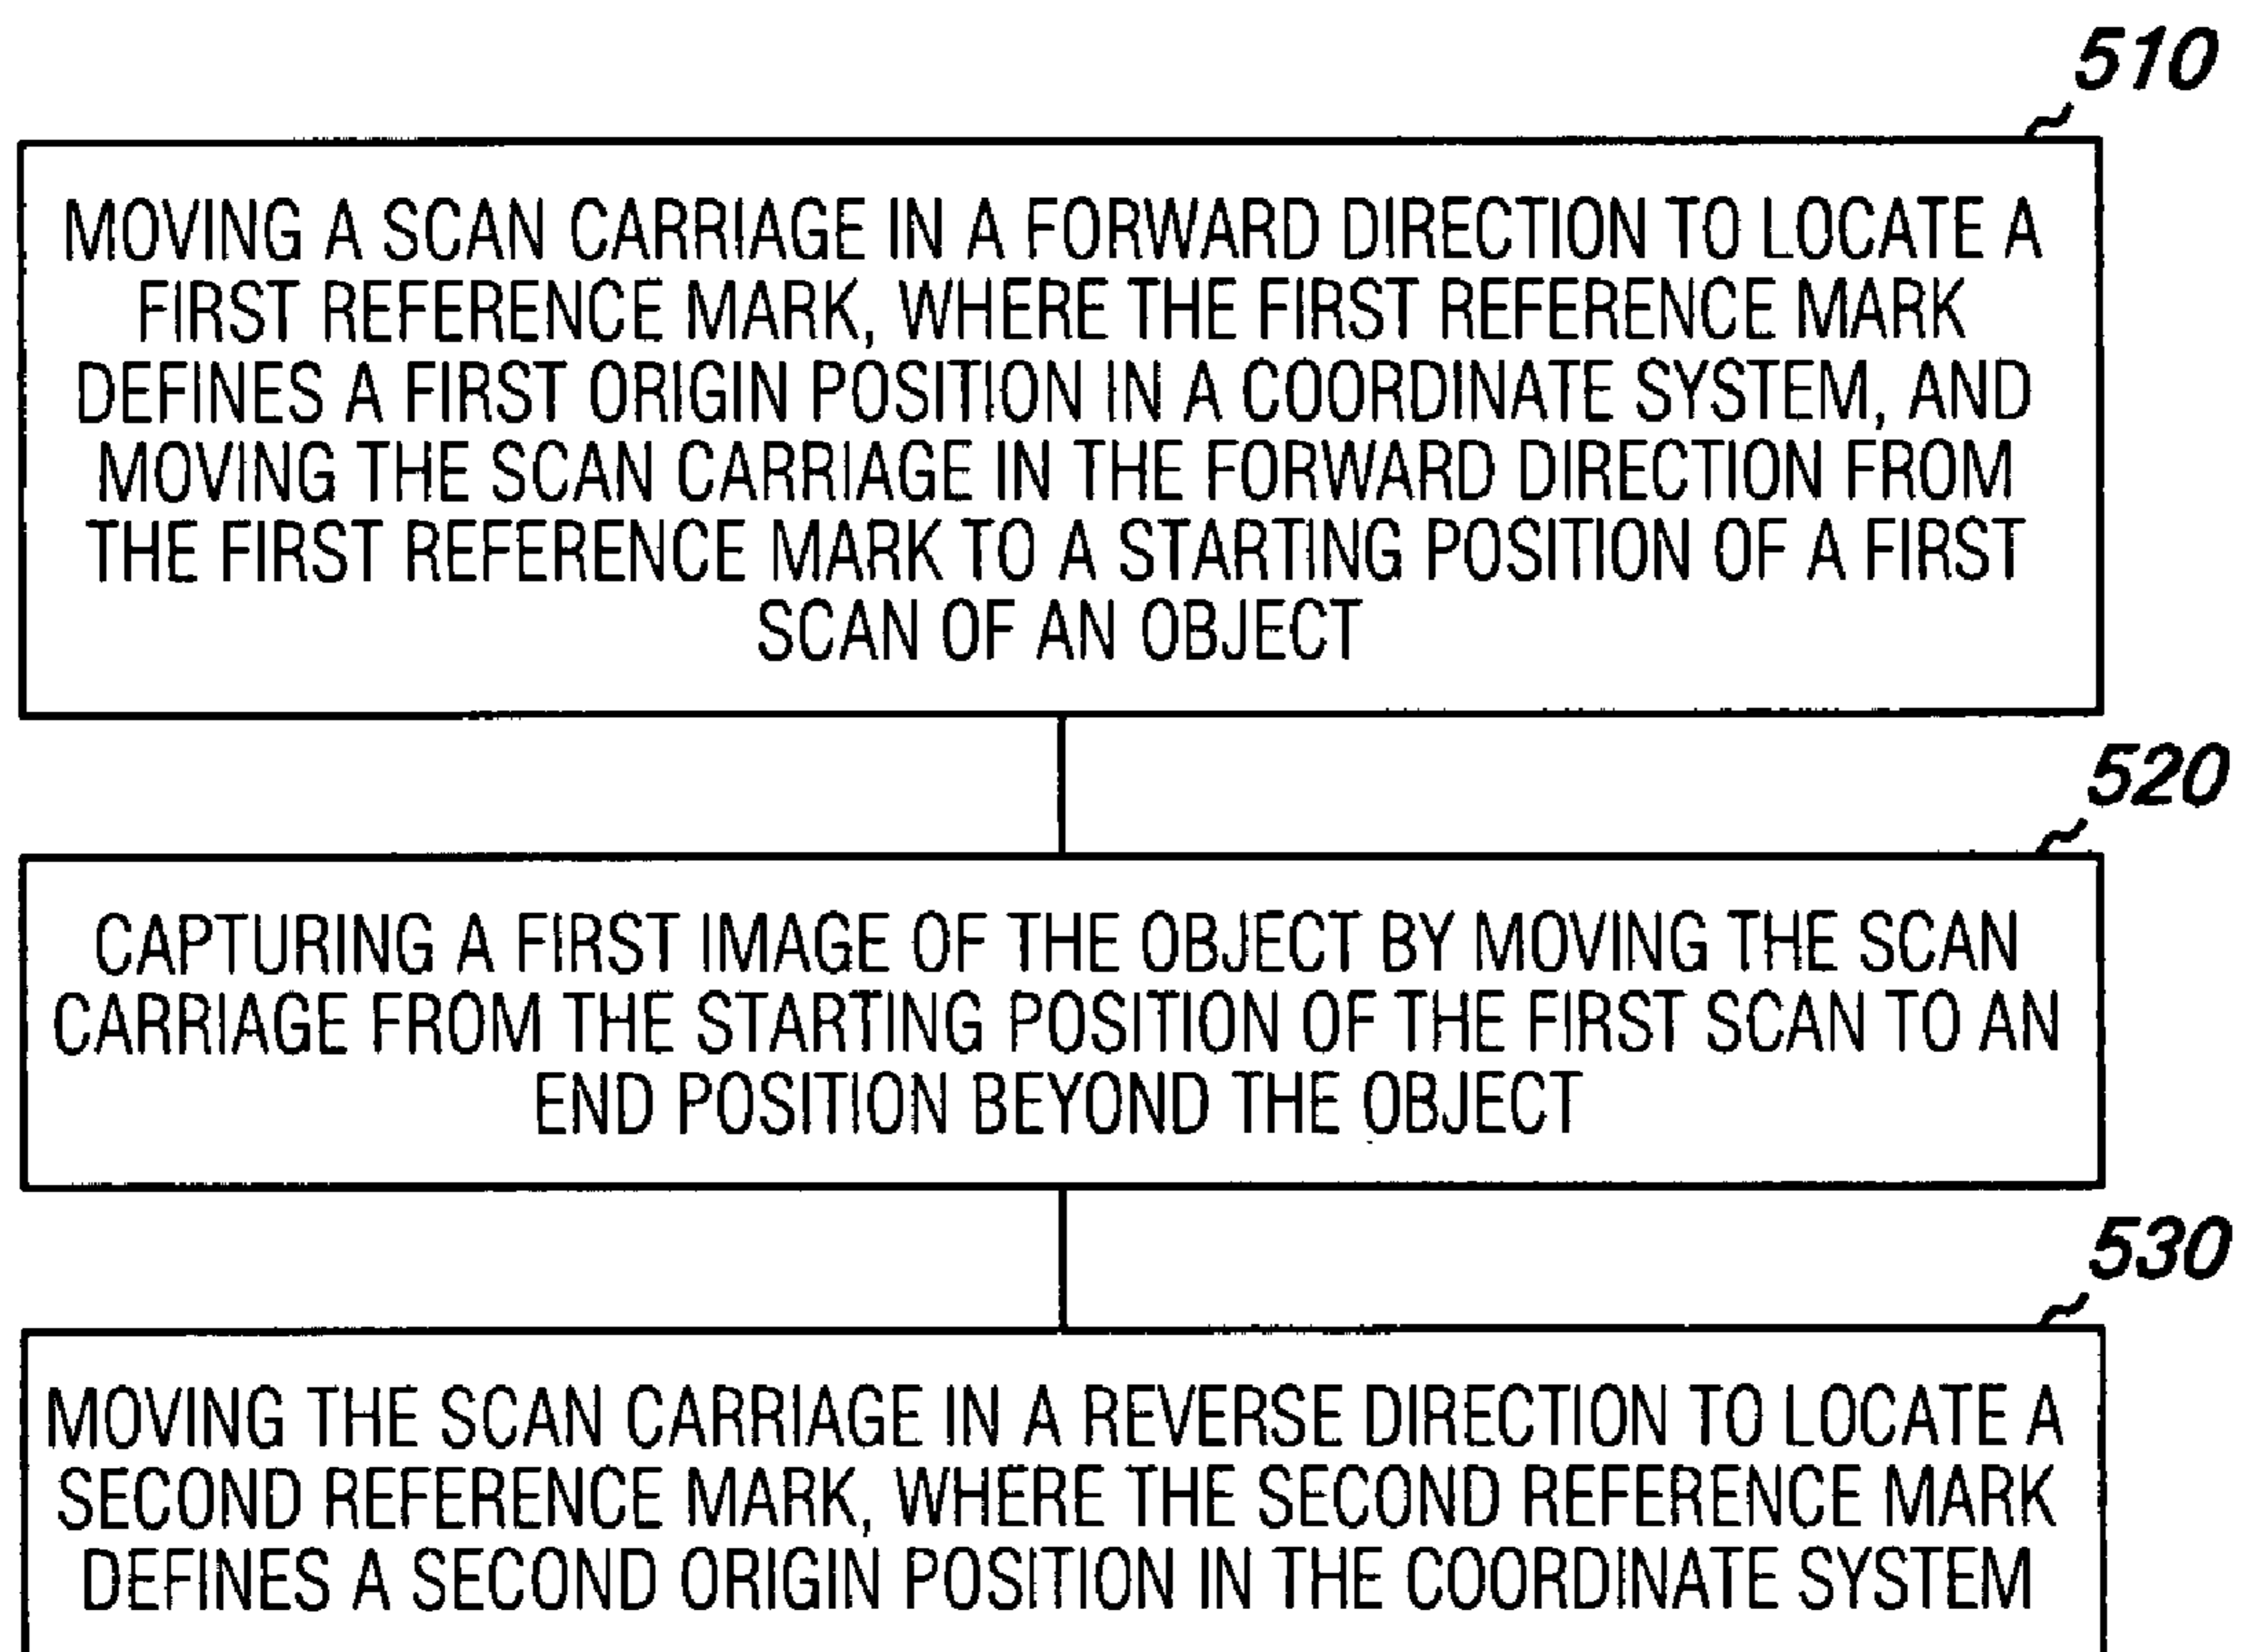 510
MOVING A SCAN CARRIAGE IN A FORWARD DIRECTION TO LOCATE A
FIRST REFERENCE MARK, WHERE THE FIRST REFERENCE MARK
DEFINES A FIRST ORIGIN POSITION IN A COORDINATE SYSTEM, AND
MOVING THE SCAN CARRIAGE IN THE FORWARD DIRECTION FROM
THE FIRST REFERENCE MARK TO A STARTING POSITION OF A FIRST
SCAN OF AN OBJECT
520
CAPTURING A FIRST IMAGE OF THE OBJECT BY MOVING THE SCAN
CARRIAGE FROM THE STARTING POSITION OF THE FIRST SCAN TO AN
END POSITION BEYOND THE OBJECT
530
MOVING THE SCAN CARRIAGE IN A REVERSE DIRECTION TO LOCATE A
SECOND REFERENCE MARK, WHERE THE SECOND REFERENCE MARK
DEFINES A SECOND ORIGIN POSITION IN THE COORDINATE SYSTEM